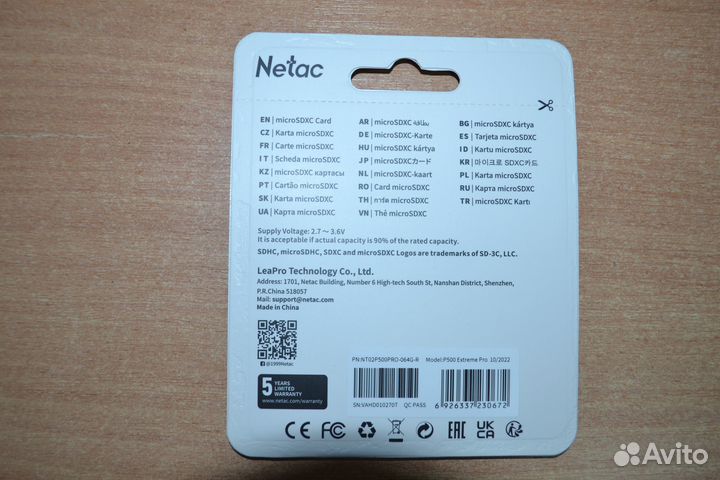 Netac
EN | microSDXC Card
CZ | Karta microSDXC
FR | Carte microSDXC
IT | Scheda microSDXC
KZ | microSDXC картасы
PT | Cartão microSDXC
SK | Karta microSDXC
UA | Карта microSDXC
AR | microSDXC بطاقة
DE | microSDXC-Karte
HU | microSDXC kártya
JP | microSDXCカード
NL | microSDXC-kaart
RO | Card microSDXC
TH | การ์ด microSDXC
VN | Thẻ microSDXC
BG | microSDXC kártya
ES | Tarjeta microSDXC
ID | Kartu microSDXC
KR | 마이크로 SDXC카드
PL | Karta microSDXC
RU | Карта microSDXC
TR | microSDXC Kartı
Supply Voltage: 2.7 ~ 3.6V
It is acceptable if actual capacity is 90% of the rated capacity.
SDHC, microSDHC, SDXC and microSDXC Logos are trademarks of SD-3C, LLC.
LeaPro Technology Co., Ltd.
Address: 1701, Netac Building, Number 6 High-tech South St, Nanshan District, Shenzhen,
P.R.China 518057
Mail: support@netac.com
Made in China
@1999Netac
5 YEARS LIMITED WARRANTY
www.netac.com/warranty
PN:NT02P500PRO-064G-R Model:P500 Extreme Pro 10/2022
SN:VAHD010270T QC PASS
6 926337 230672
CE FC EAC UK CA
Avito